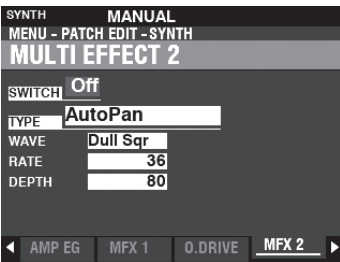 SYNTH MANUAL
MENU - PATCH EDIT - SYNTH
MULTI EFFECT 2
SWITCH Off
TYPE AutoPan
WAVE Dull Sqr
RATE 36
DEPTH 80
AMP EG MFX 1 O.DRIVE MFX 2